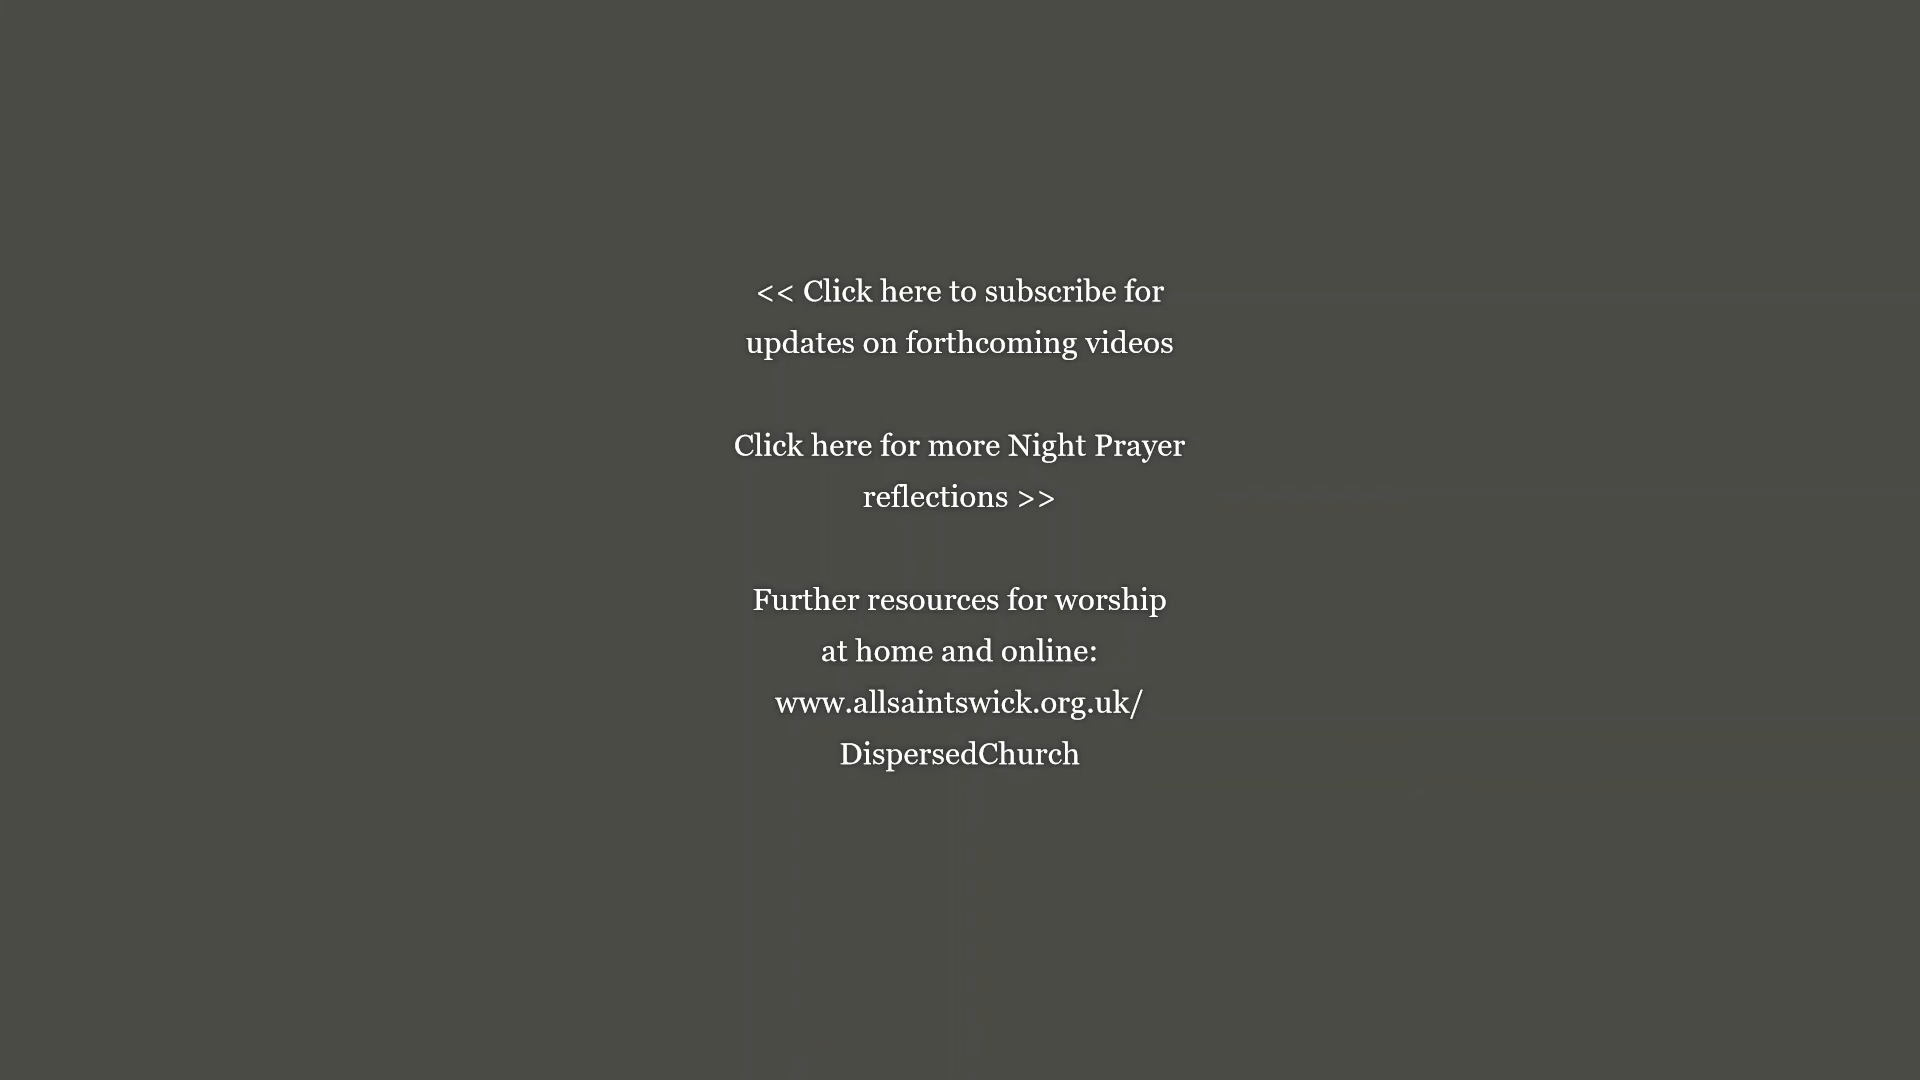 << Click here to subscribe for
updates on forthcoming videos
Click here for more Night Prayer
reflections >>
Further resources for worship
at home and online:
www.allsaintswick.org.uk/
DispersedChurch